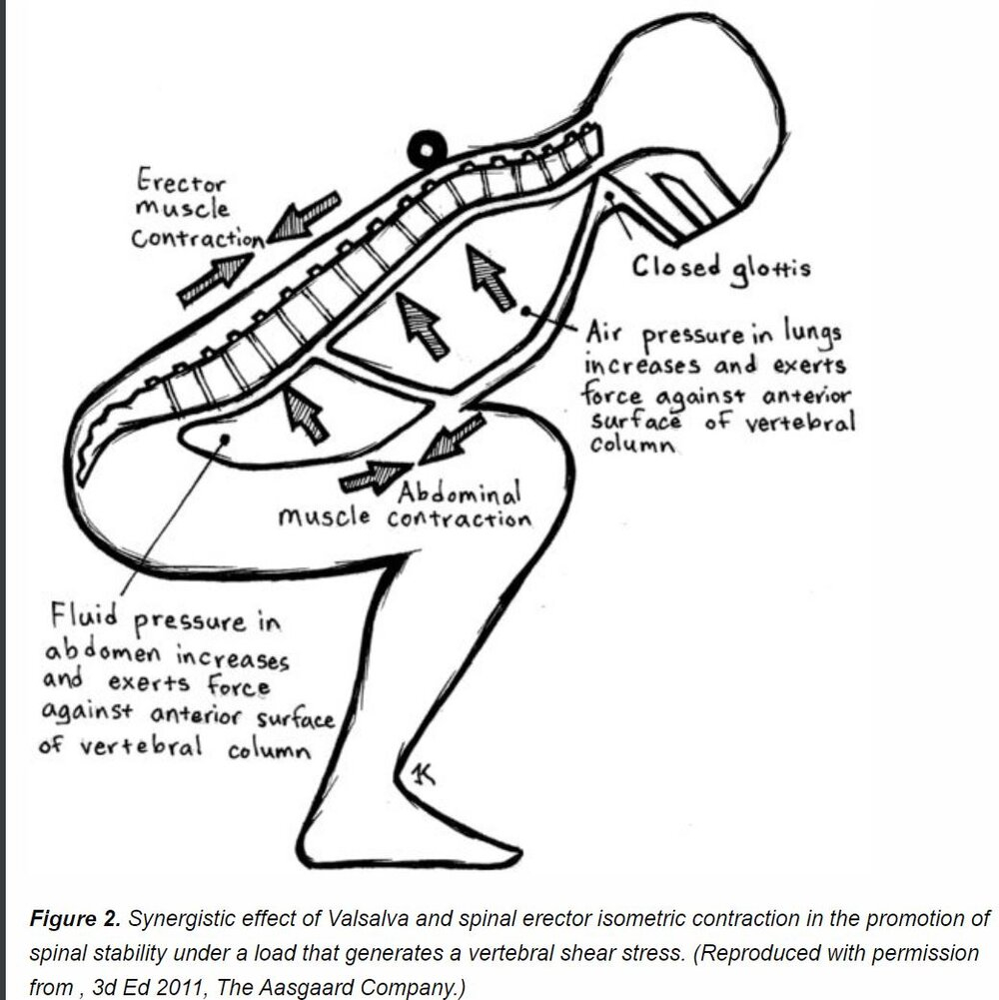 Erector
muscle
Contraction
Closed glottis
Air pressure in lungs
increases and exerts
force against anterior
surface of vertebral
column
Abdominal
muscle contraction
Fluid pressure in
abdomen increases
and exerts force
against anterior surface
of vertebral column
K
Figure 2. Synergistic effect of Valsalva and spinal erector isometric contraction in the promotion of
spinal stability under a load that generates a vertebral shear stress. (Reproduced with permission
from , 3d Ed 2011, The Aasgaard Company.)